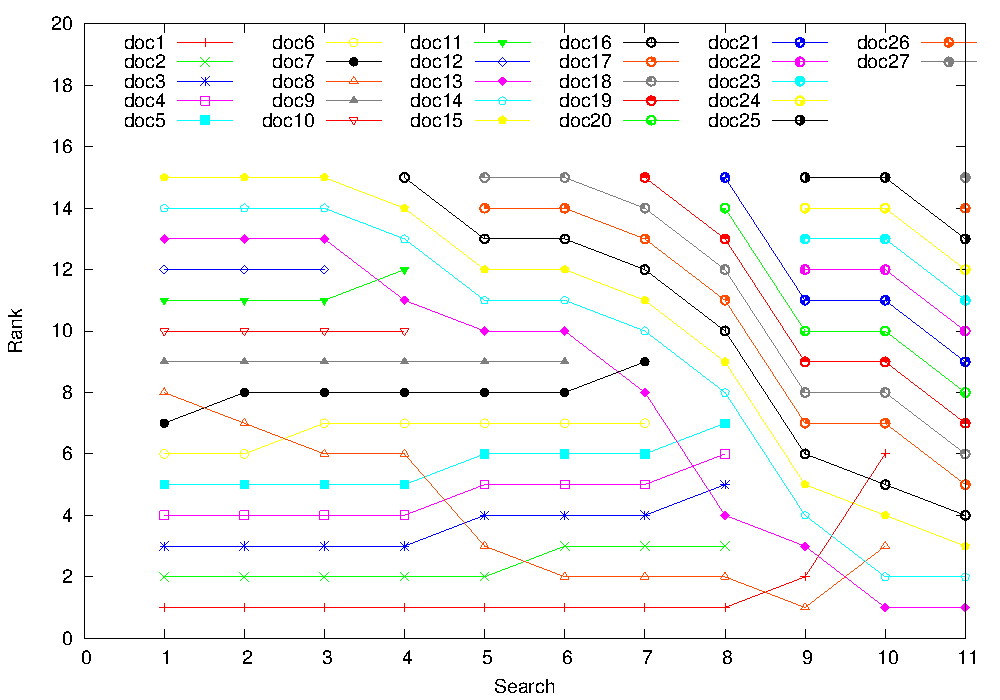 20
doc1 doc6 doc11 doc16 doc21 doc26
doc2 doc7 doc12 doc17 doc22 doc27
doc3 doc8 doc13 doc18 doc23
doc4 doc9 doc14 doc19 doc24
doc5 doc10 doc15 doc20 doc25
18
16
14
12
10
8
6
4
2
0
Rank
0 1 2 3 4 5 6 7 8 9 10 11
Search